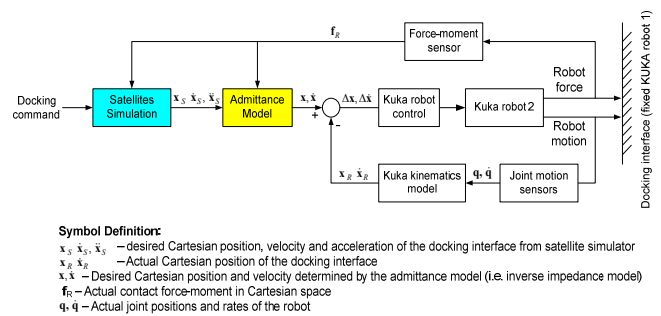 f_R
Force-moment
sensor
Docking
command
Satellites
Simulation
x_S ẋ_S, ẍ_S
Admittance
Model
x, ẋ
+
-
Δx, Δẋ
Kuka robot
control
Kuka robot 2
Robot
force
Robot
motion
Docking interface (fixed KUKA robot 1)
x_R ẋ_R
Kuka kinematics
model
q, q̇
Joint motion
sensors
Symbol Definition:
x_S ẋ_S, ẍ_S – desired Cartesian position, velocity and acceleration of the docking interface from satellite simulator
x_R ẋ_R – Actual Cartesian position of the docking interface
x, ẋ – Desired Cartesian position and velocity determined by the admittance model (i.e. inverse impedance model)
f_R – Actual contact force-moment in Cartesian space
q, q̇ – Actual joint positions and rates of the robot